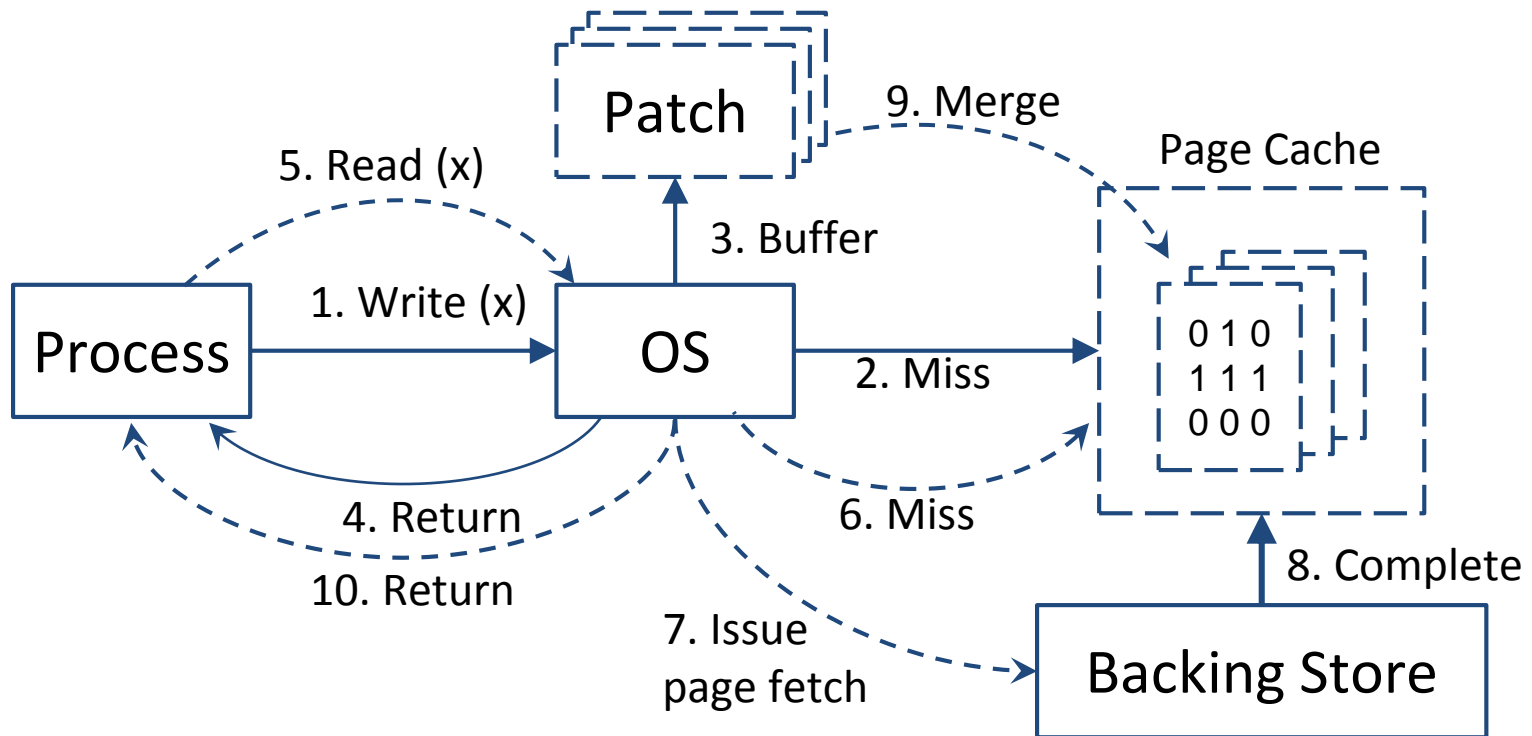 Patch
9. Merge
5. Read (x)
Page Cache
3. Buffer
1. Write (x)
Process
OS
2. Miss
0 1 0
1 1 1
0 0 0
4. Return
6. Miss
10. Return
8. Complete
7. Issue
page fetch
Backing Store